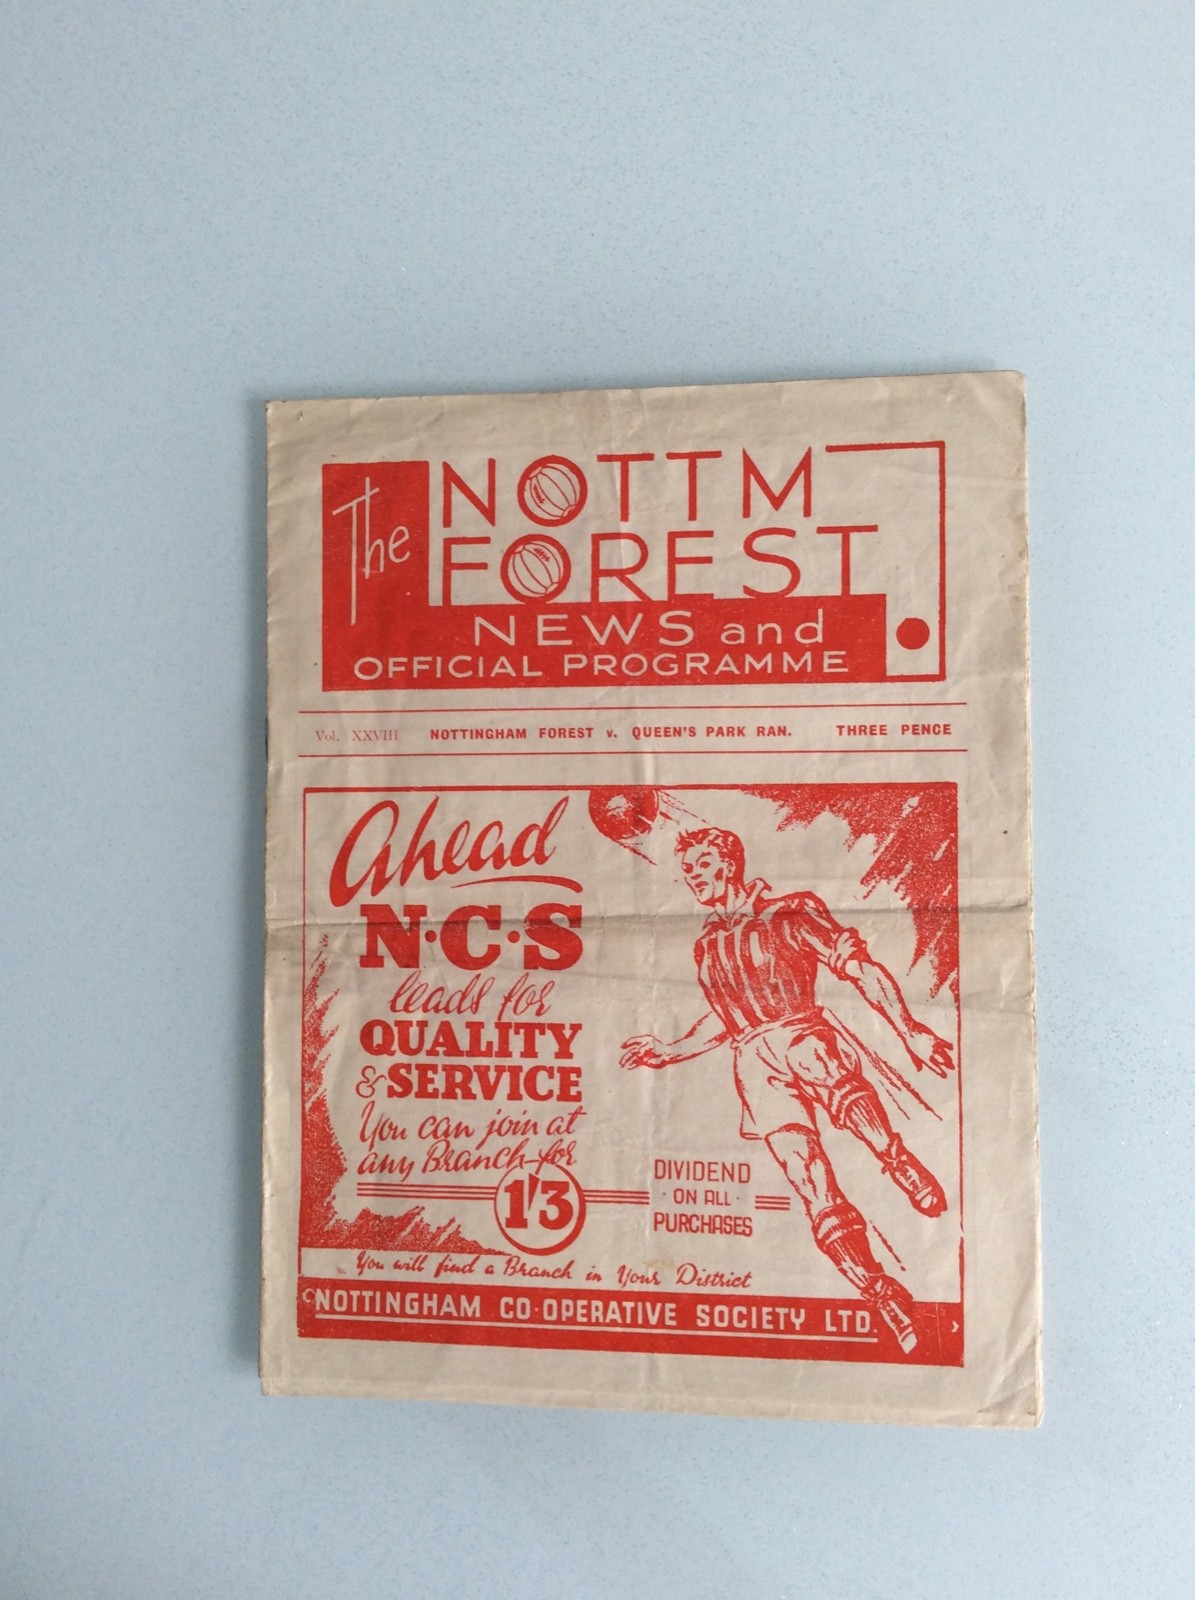 The
NOTTM
FOREST
NEWS and
OFFICIAL PROGRAMME
Vol. XXVIII NOTTINGHAM FOREST v. QUEEN'S PARK RAN. THREE PENCE
Ahead
N·C·S
leads for
QUALITY
& SERVICE
You can join at
any Branch for
1'3
DIVIDEND
· ON ALL ·
PURCHASES
You will find a Branch in Your District
NOTTINGHAM CO-OPERATIVE SOCIETY LTD.